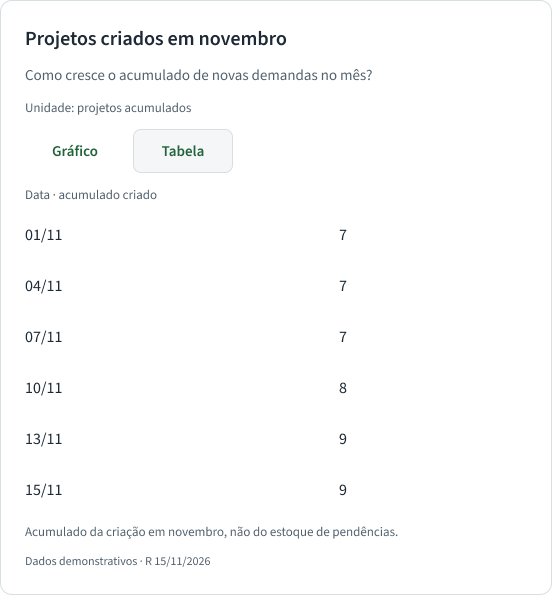 Projetos criados em novembro
Como cresce o acumulado de novas demandas no mês?
Unidade: projetos acumulados
Gráfico Tabela
Data · acumulado criado
01/11 7
04/11 7
07/11 7
10/11 8
13/11 9
15/11 9
Acumulado da criação em novembro, não do estoque de pendências.
Dados demonstrativos · R 15/11/2026